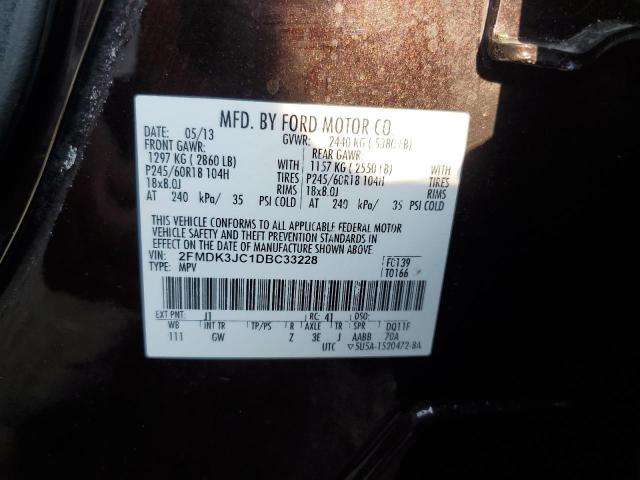 MFD. BY FORD MOTOR CO.
DATE: 05/13 GVWR: 2440 KG ( 5380 LB)
FRONT GAWR: REAR GAWR:
1297 KG ( 2860 LB) WITH 1157 KG ( 2550 LB) WITH
P245/60R18 104H TIRES P245/60R18 104H TIRES
18x8.0J RIMS 18x8.0J RIMS
AT 240 kPa/ 35 PSI COLD AT 240 kPa/ 35 PSI COLD
THIS VEHICLE CONFORMS TO ALL APPLICABLE FEDERAL MOTOR
VEHICLE SAFETY AND THEFT PREVENTION STANDARDS IN
EFFECT ON THE DATE OF MANUFACTURE SHOWN ABOVE.
VIN: 2FMDK3JC1DBC33228 FC139
TYPE: MPV T0166
EXT PNT: J1 RC: 41 DSO:
WB INT TR TP/PS R AXLE TR SPR DQ11F
111 GW Z 3E J AABB 70A
UTC ▽5U5A-1520472-BA